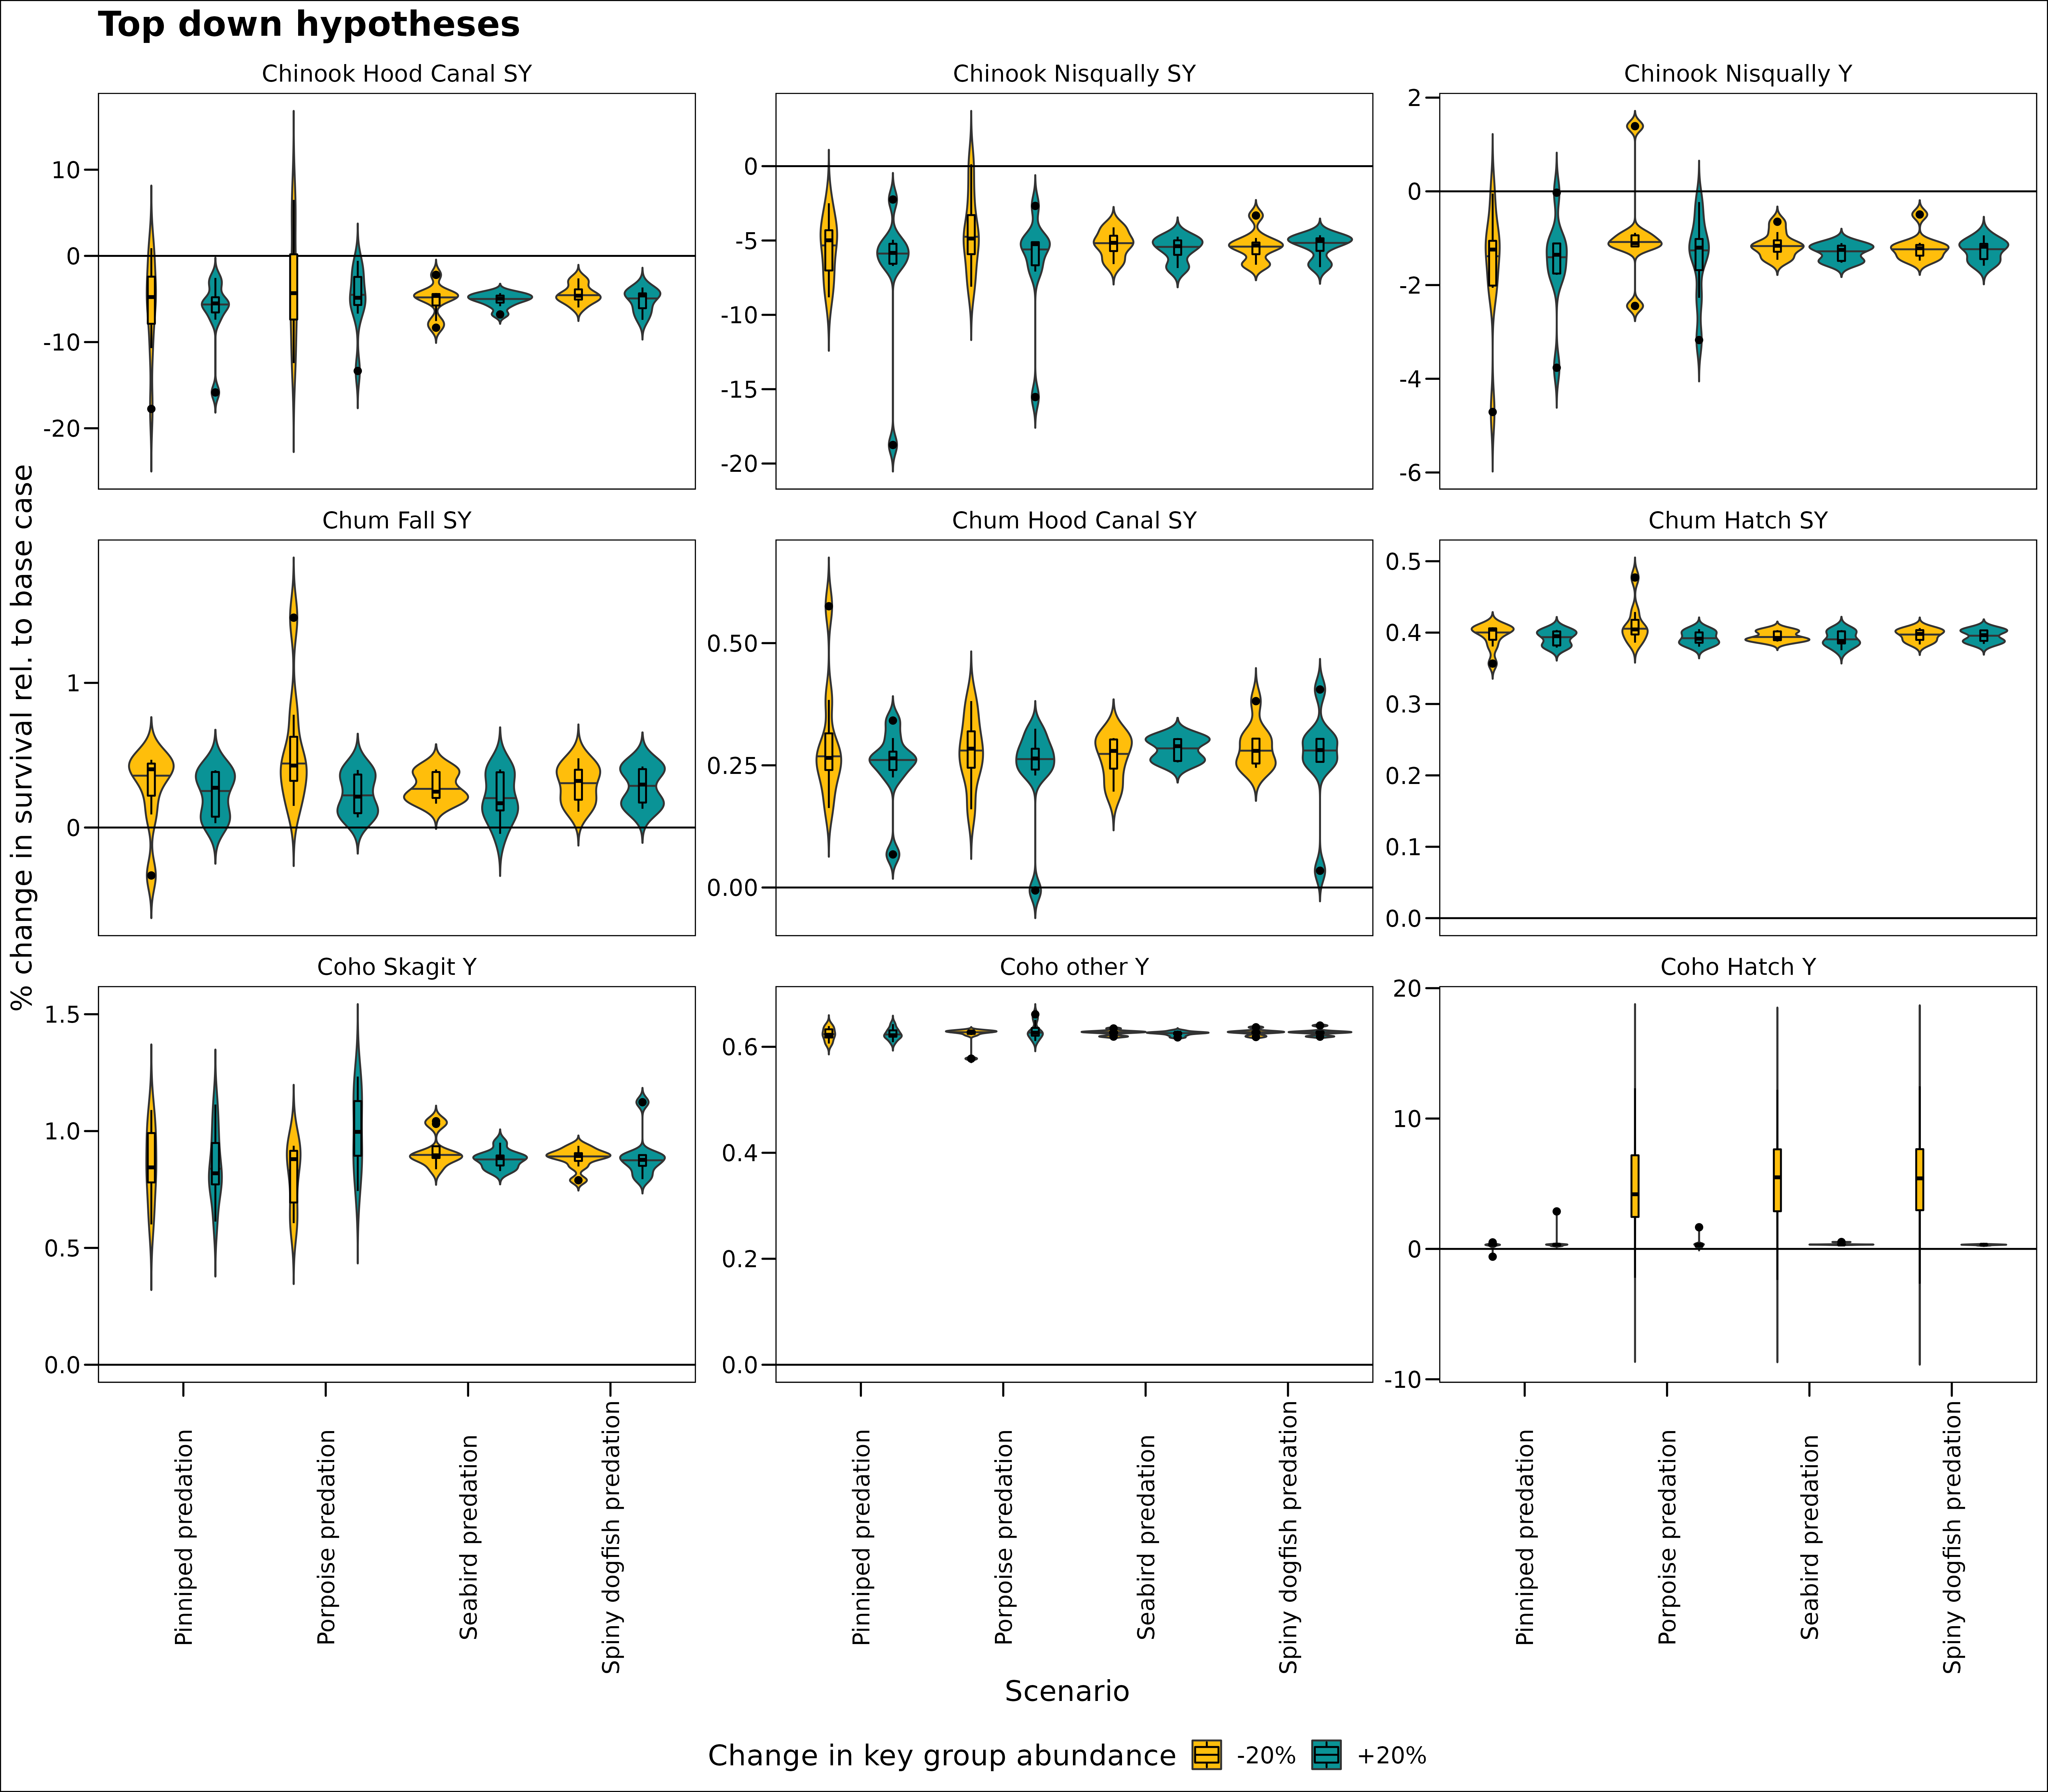 Top down hypotheses
Chinook Hood Canal SY
Chinook Nisqually SY
Chinook Nisqually Y
10
0
-10
-20
0
-5
-10
-15
-20
2
0
-2
-4
-6
% change in survival rel. to base case
Chum Fall SY
Chum Hood Canal SY
Chum Hatch SY
1
0
0.50
0.25
0.00
0.5
0.4
0.3
0.2
0.1
0.0
Coho Skagit Y
Coho other Y
Coho Hatch Y
1.5
1.0
0.5
0.0
0.6
0.4
0.2
0.0
20
10
0
-10
Pinniped predation
Porpoise predation
Seabird predation
Spiny dogfish predation
Pinniped predation
Porpoise predation
Seabird predation
Spiny dogfish predation
Pinniped predation
Porpoise predation
Seabird predation
Spiny dogfish predation
Scenario
Change in key group abundance -20% +20%